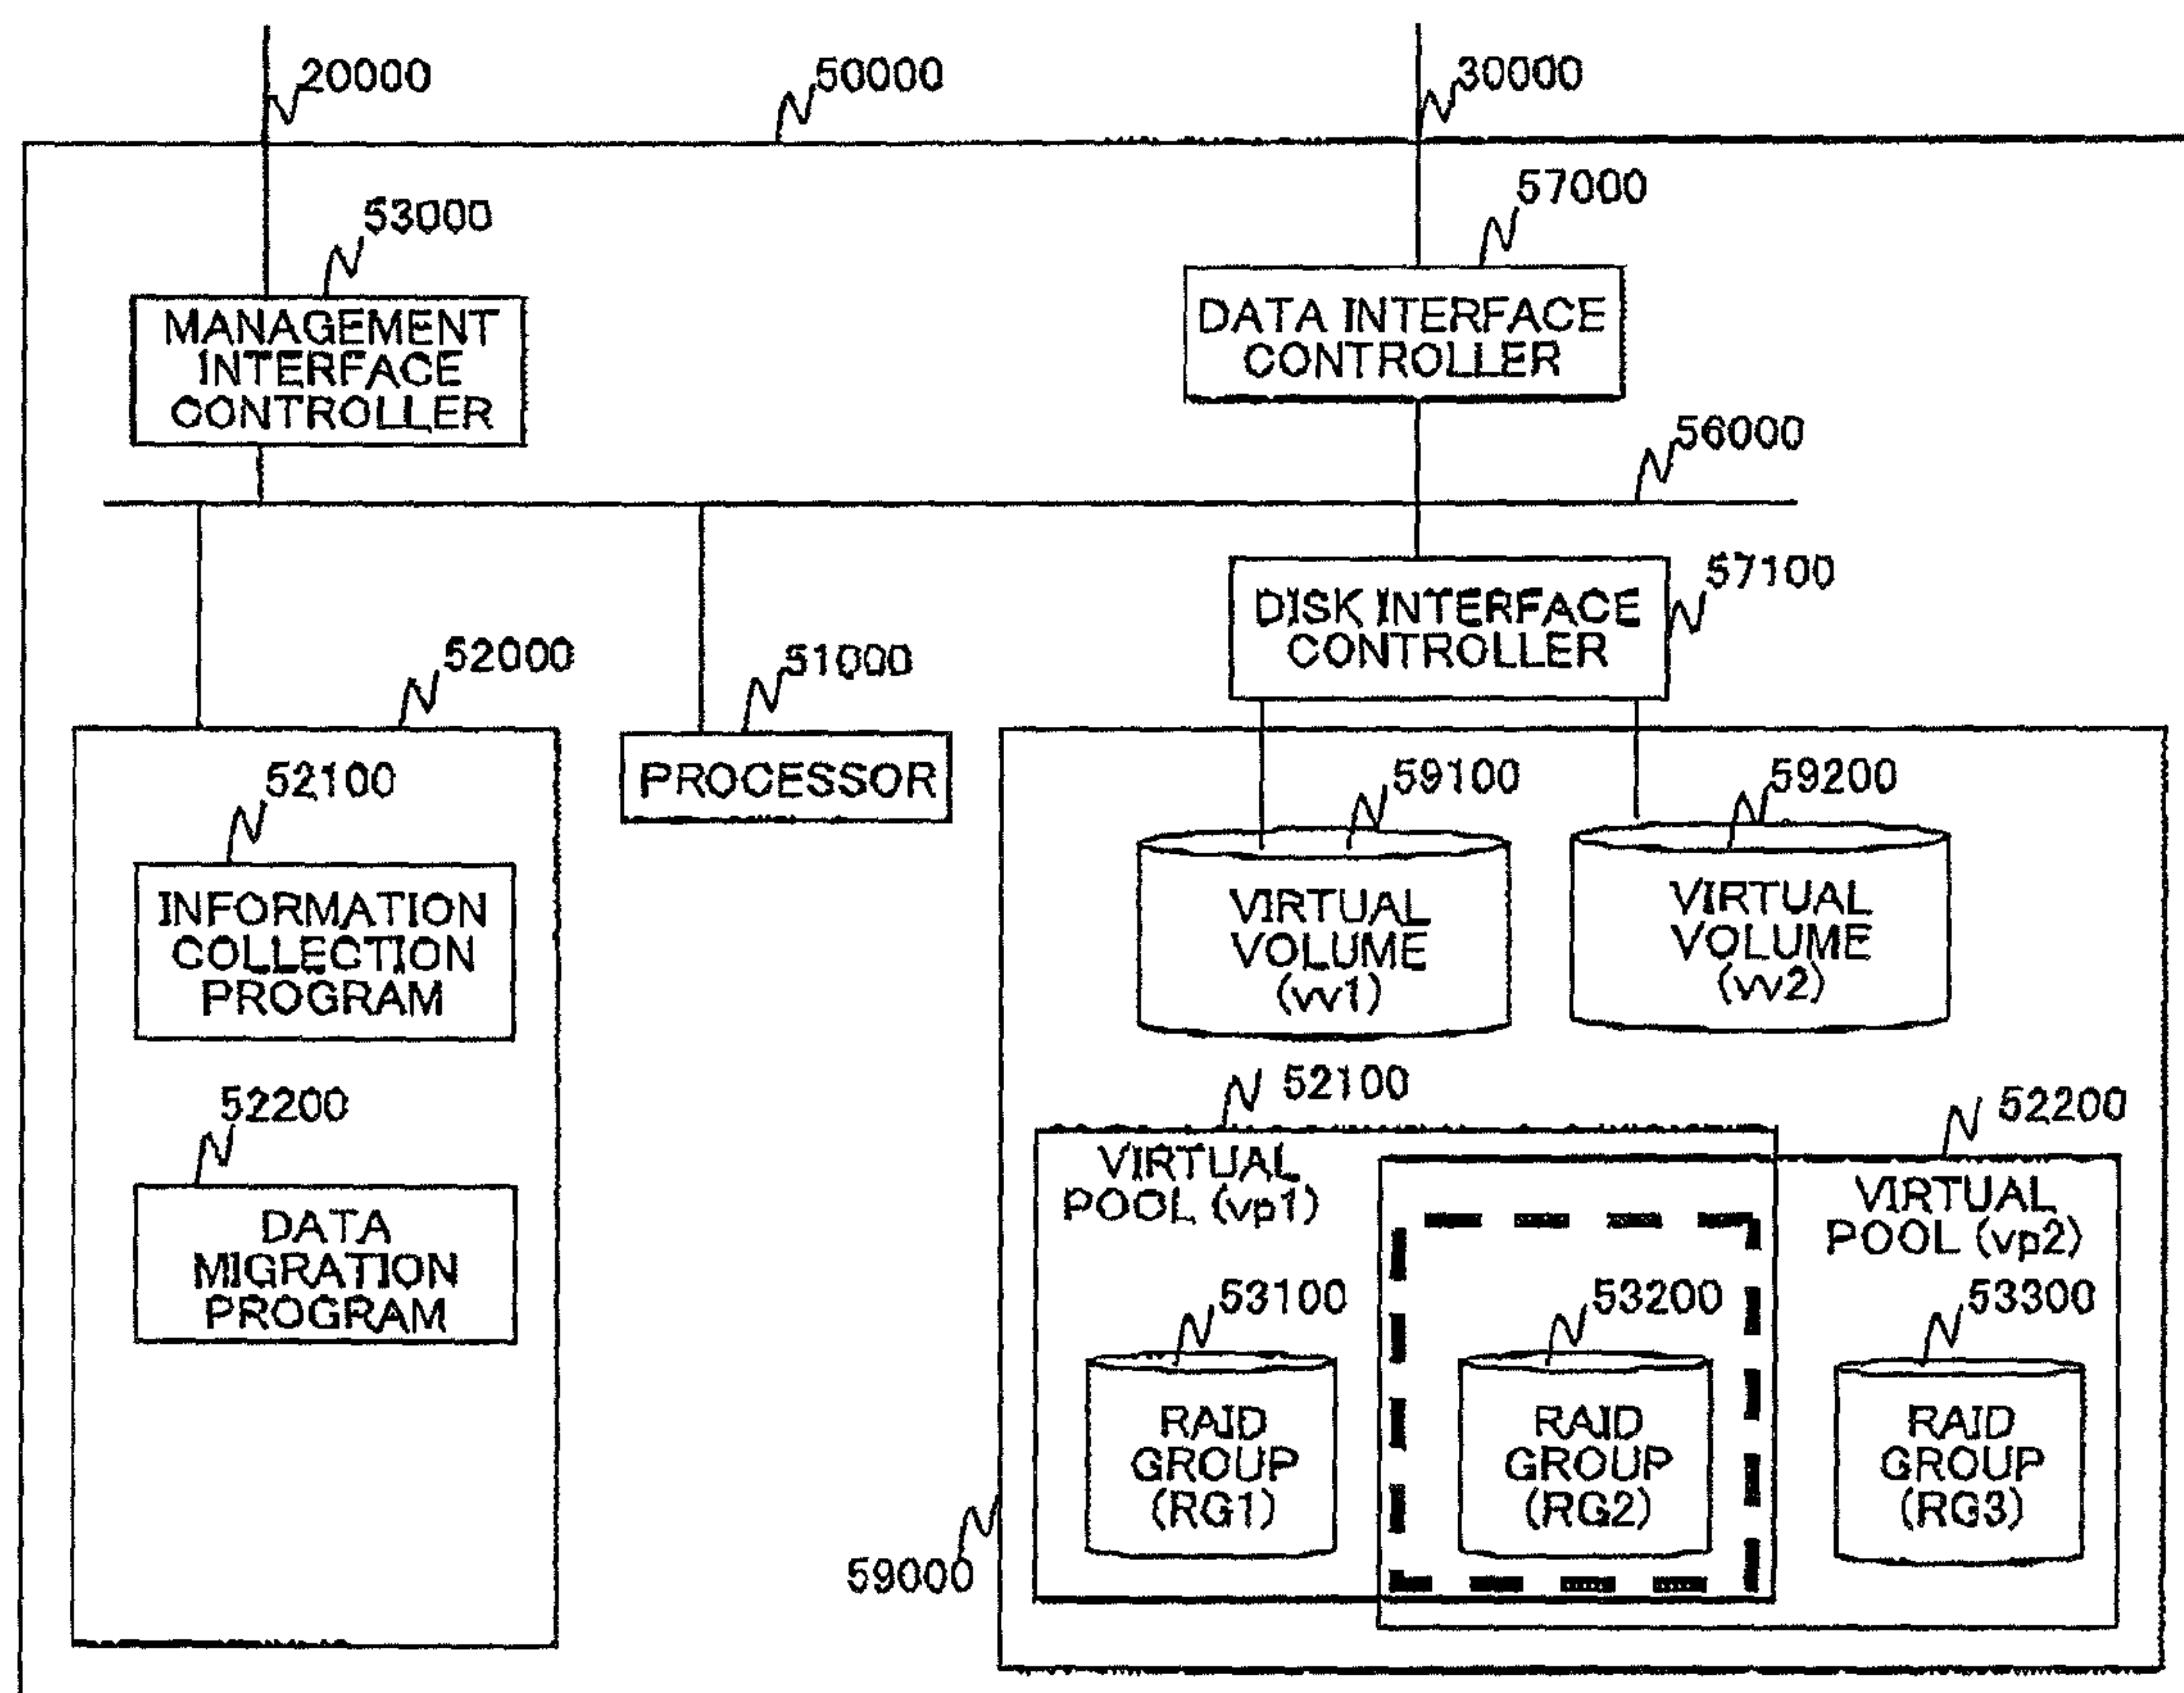 20000
50000
30000
53000
57000
MANAGEMENT
INTERFACE
CONTROLLER
DATA INTERFACE
CONTROLLER
56000
57100
DISK INTERFACE
CONTROLLER
52000
51000
PROCESSOR
52100
INFORMATION
COLLECTION
PROGRAM
52200
DATA
MIGRATION
PROGRAM
59100
59200
VIRTUAL
VOLUME
(vv1)
VIRTUAL
VOLUME
(vv2)
52100
52200
VIRTUAL
POOL (vp1)
VIRTUAL
POOL (vp2)
53100
53200
53300
RAID
GROUP
(RG1)
RAID
GROUP
(RG2)
RAID
GROUP
(RG3)
59000